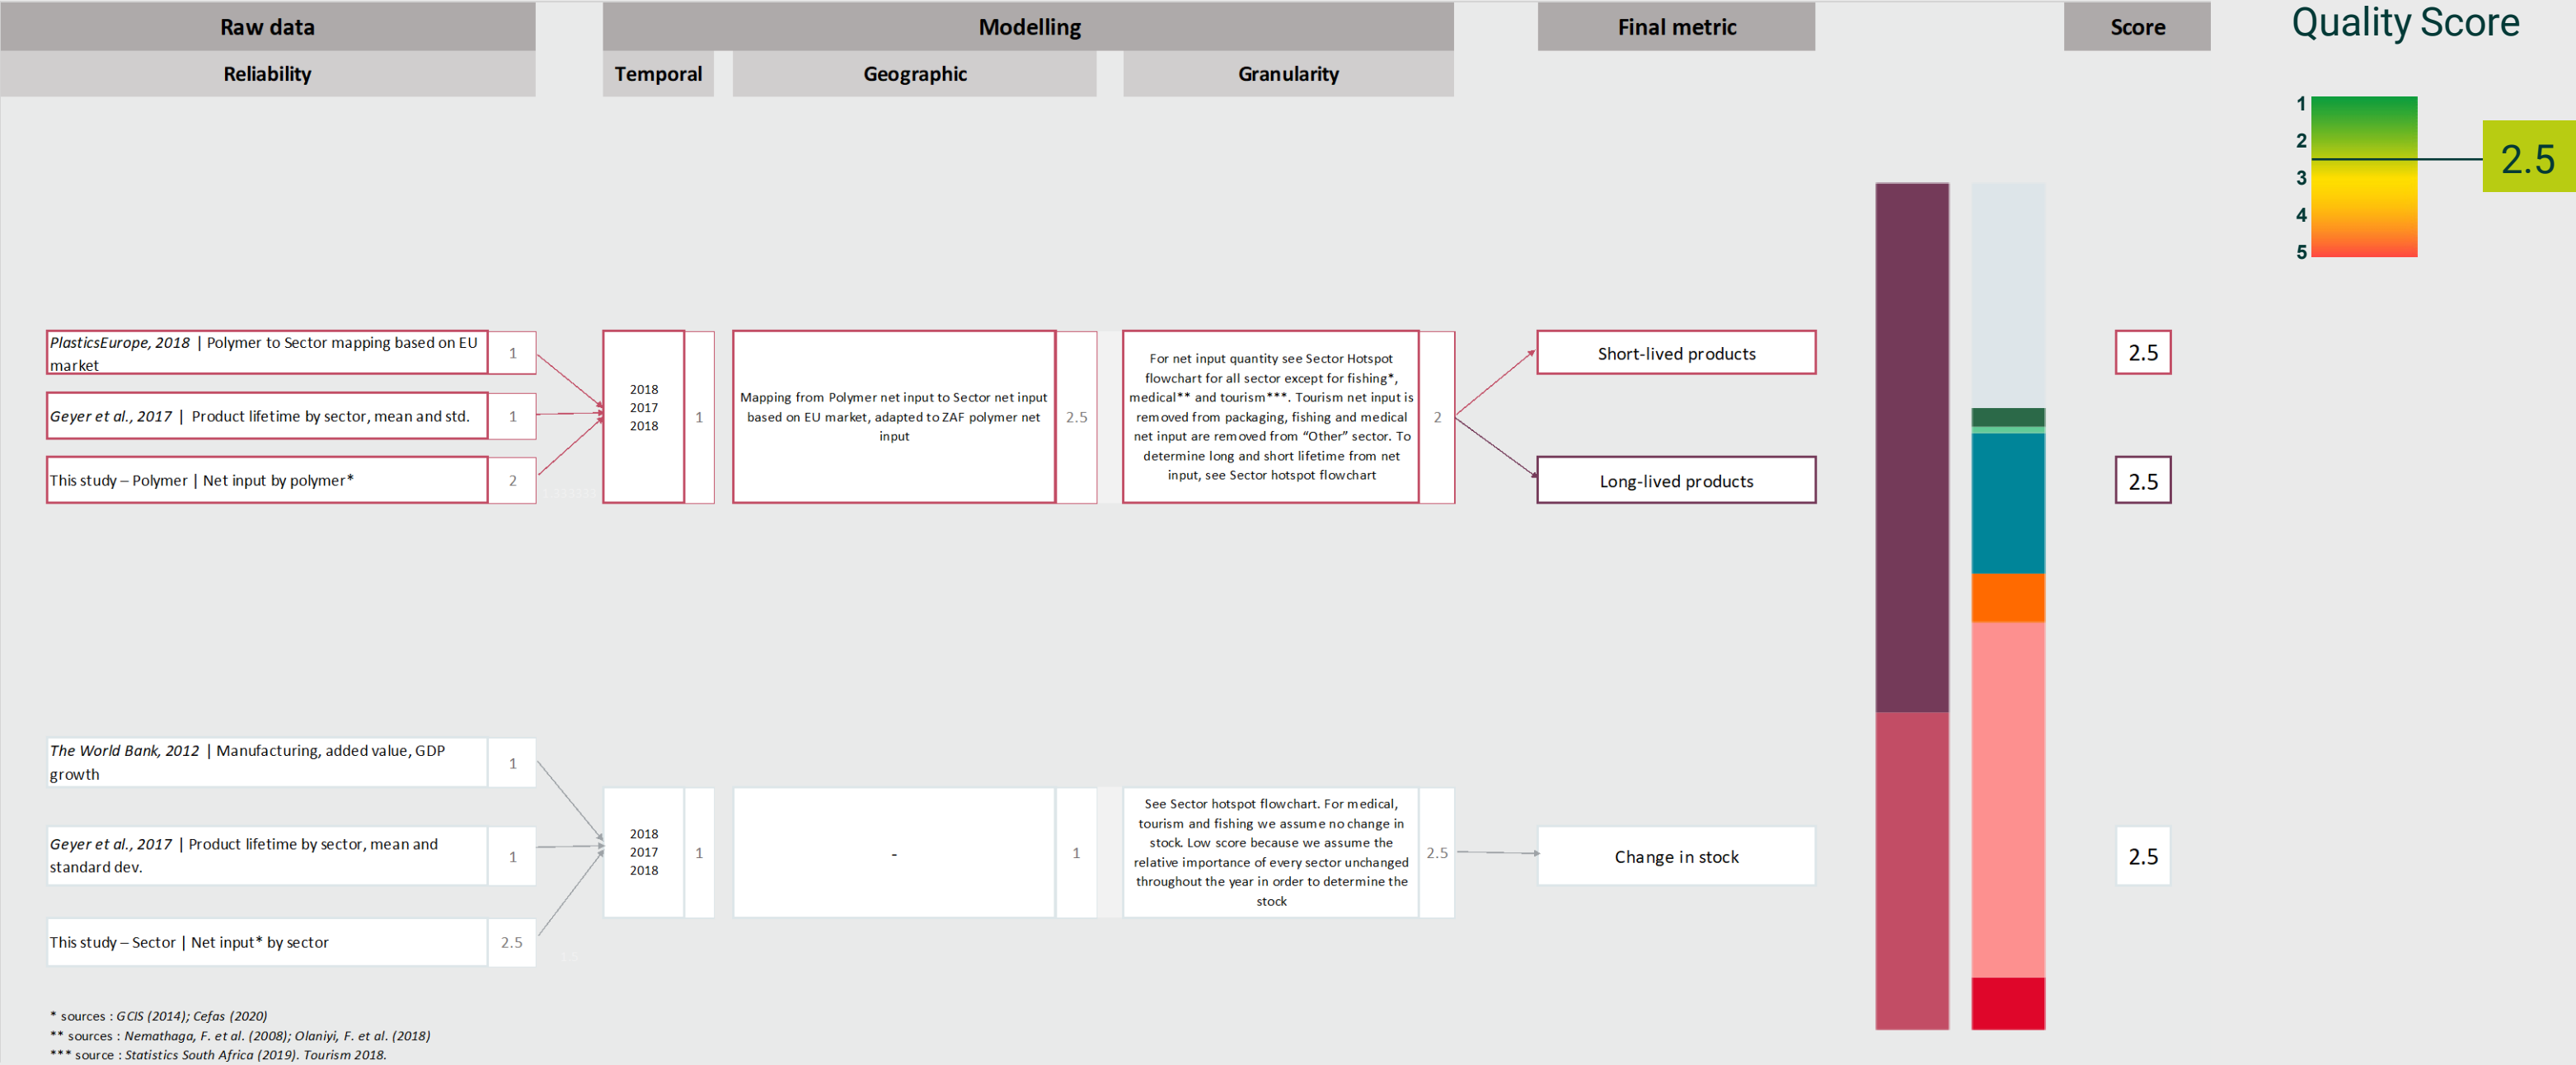 Raw data
Modelling
Final metric
Score
Quality Score
Reliability
Temporal
Geographic
Granularity
1
2
3
4
5
2.5
PlasticsEurope, 2018 | Polymer to Sector mapping based on EU
market
1
Geyer et al., 2017 | Product lifetime by sector, mean and std.
1
This study – Polymer | Net input by polymer*
2
2018
2017
2018
1
Mapping from Polymer net input to Sector net input
based on EU market, adapted to ZAF polymer net
input
2.5
For net input quantity see Sector Hotspot
flowchart for all sector except for fishing*,
medical** and tourism***. Tourism net input is
removed from packaging, fishing and medical
net input are removed from “Other” sector. To
determine long and short lifetime from net
input, see Sector hotspot flowchart
2
Short-lived products
2.5
Long-lived products
2.5
The World Bank, 2012 | Manufacturing, added value, GDP
growth
1
Geyer et al., 2017 | Product lifetime by sector, mean and
standard dev.
1
This study – Sector | Net input* by sector
2.5
1.5
2018
2017
2018
1
-
1
See Sector hotspot flowchart. For medical,
tourism and fishing we assume no change in
stock. Low score because we assume the
relative importance of every sector unchanged
throughout the year in order to determine the
stock
2.5
Change in stock
2.5
* sources : GCIS (2014); Cefas (2020)
** sources : Nemathaga, F. et al. (2008); Olaniyi, F. et al. (2018)
*** source : Statistics South Africa (2019). Tourism 2018.